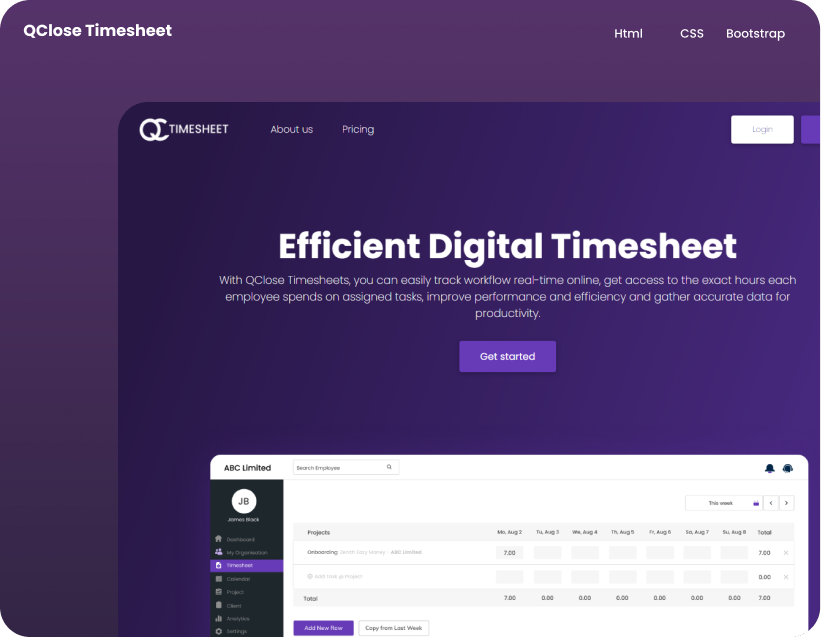 QClose Timesheet
Html CSS Bootstrap
QC TIMESHEET About us Pricing Login
Efficient Digital Timesheet
With QClose Timesheets, you can easily track workflow real-time online, get access to the exact hours each
employee spends on assigned tasks, improve performance and efficiency and gather accurate data for
productivity.
Get started
ABC Limited Search Employee
JB
James Black
This week
Projects Mo, Aug 2 Tu, Aug 3 We, Aug 4 Th, Aug 5 Fr, Aug 6 Sa, Aug 7 Su, Aug 8 Total
Dashboard
My Organisation
Timesheet
Calendar
Project
Client
Analytics
Settings
Onboarding Zenith Easy Money - ABC Limited 7.00 7.00
Add Task or Project 0.00
Total 7.00 0.00 0.00 0.00 0.00 0.00 0.00 7.00
Add New Row Copy from Last Week